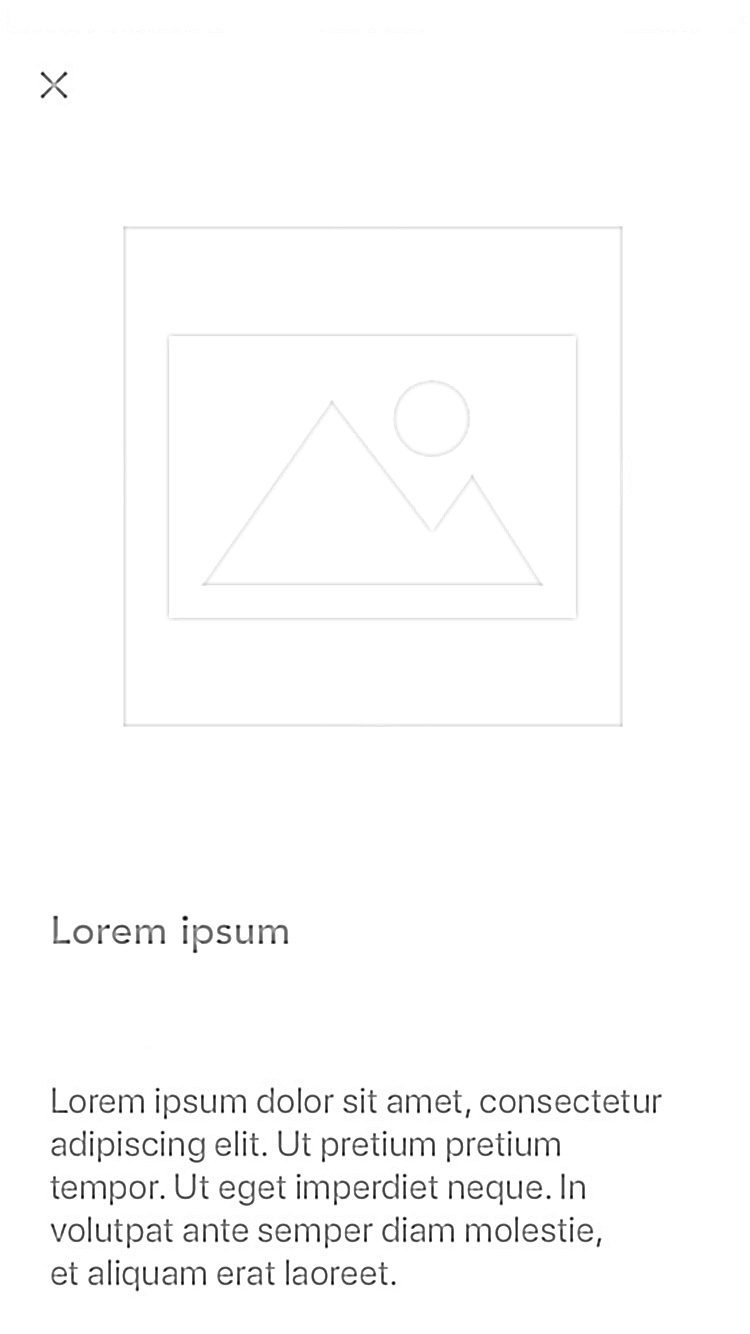 Lorem ipsum
Lorem ipsum dolor sit amet, consectetur
adipiscing elit. Ut pretium pretium
tempor. Ut eget imperdiet neque. In
volutpat ante semper diam molestie,
et aliquam erat laoreet.